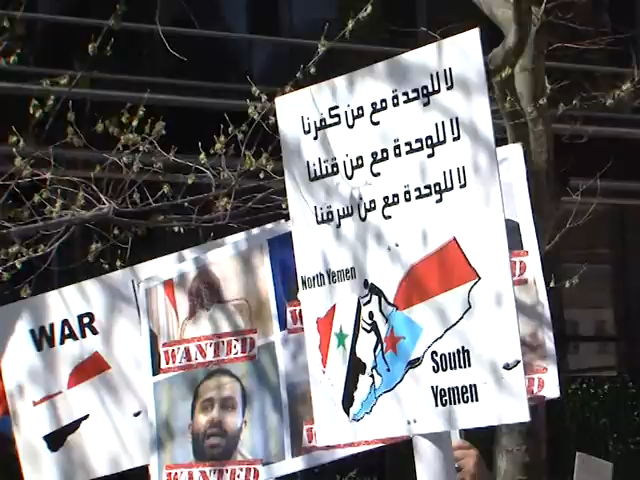 لا للوحدة مع من كفرنا
لا للوحدة مع من قتلنا
لا للوحدة مع من سرقنا
North Yemen
South
Yemen
WAR
WANTED
WANTED